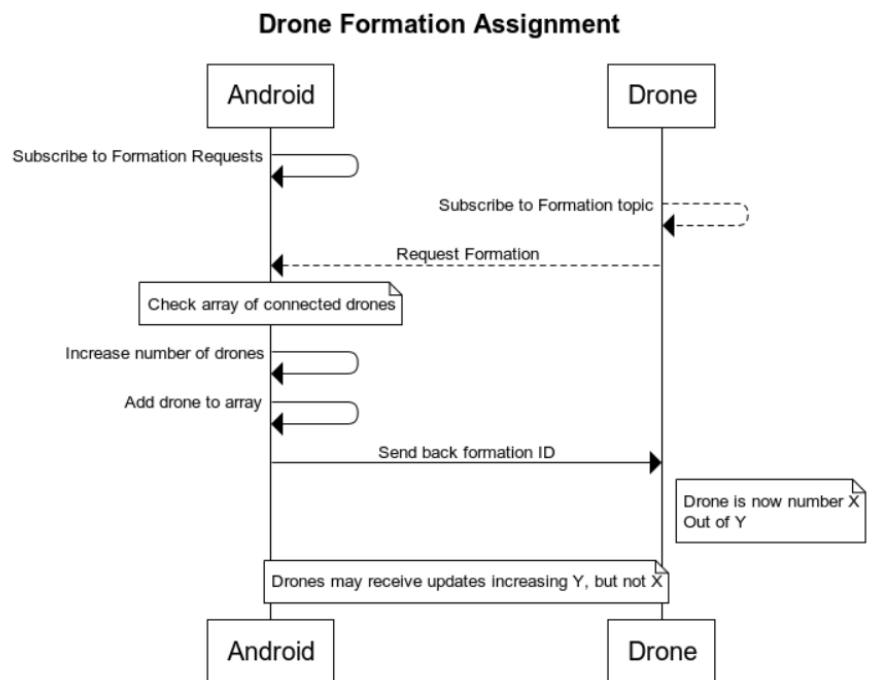 Drone Formation Assignment
Android
Drone
Subscribe to Formation Requests
Subscribe to Formation topic
Request Formation
Check array of connected drones
Increase number of drones
Add drone to array
Send back formation ID
Drone is now number X
Out of Y
Drones may receive updates increasing Y, but not X
Android
Drone